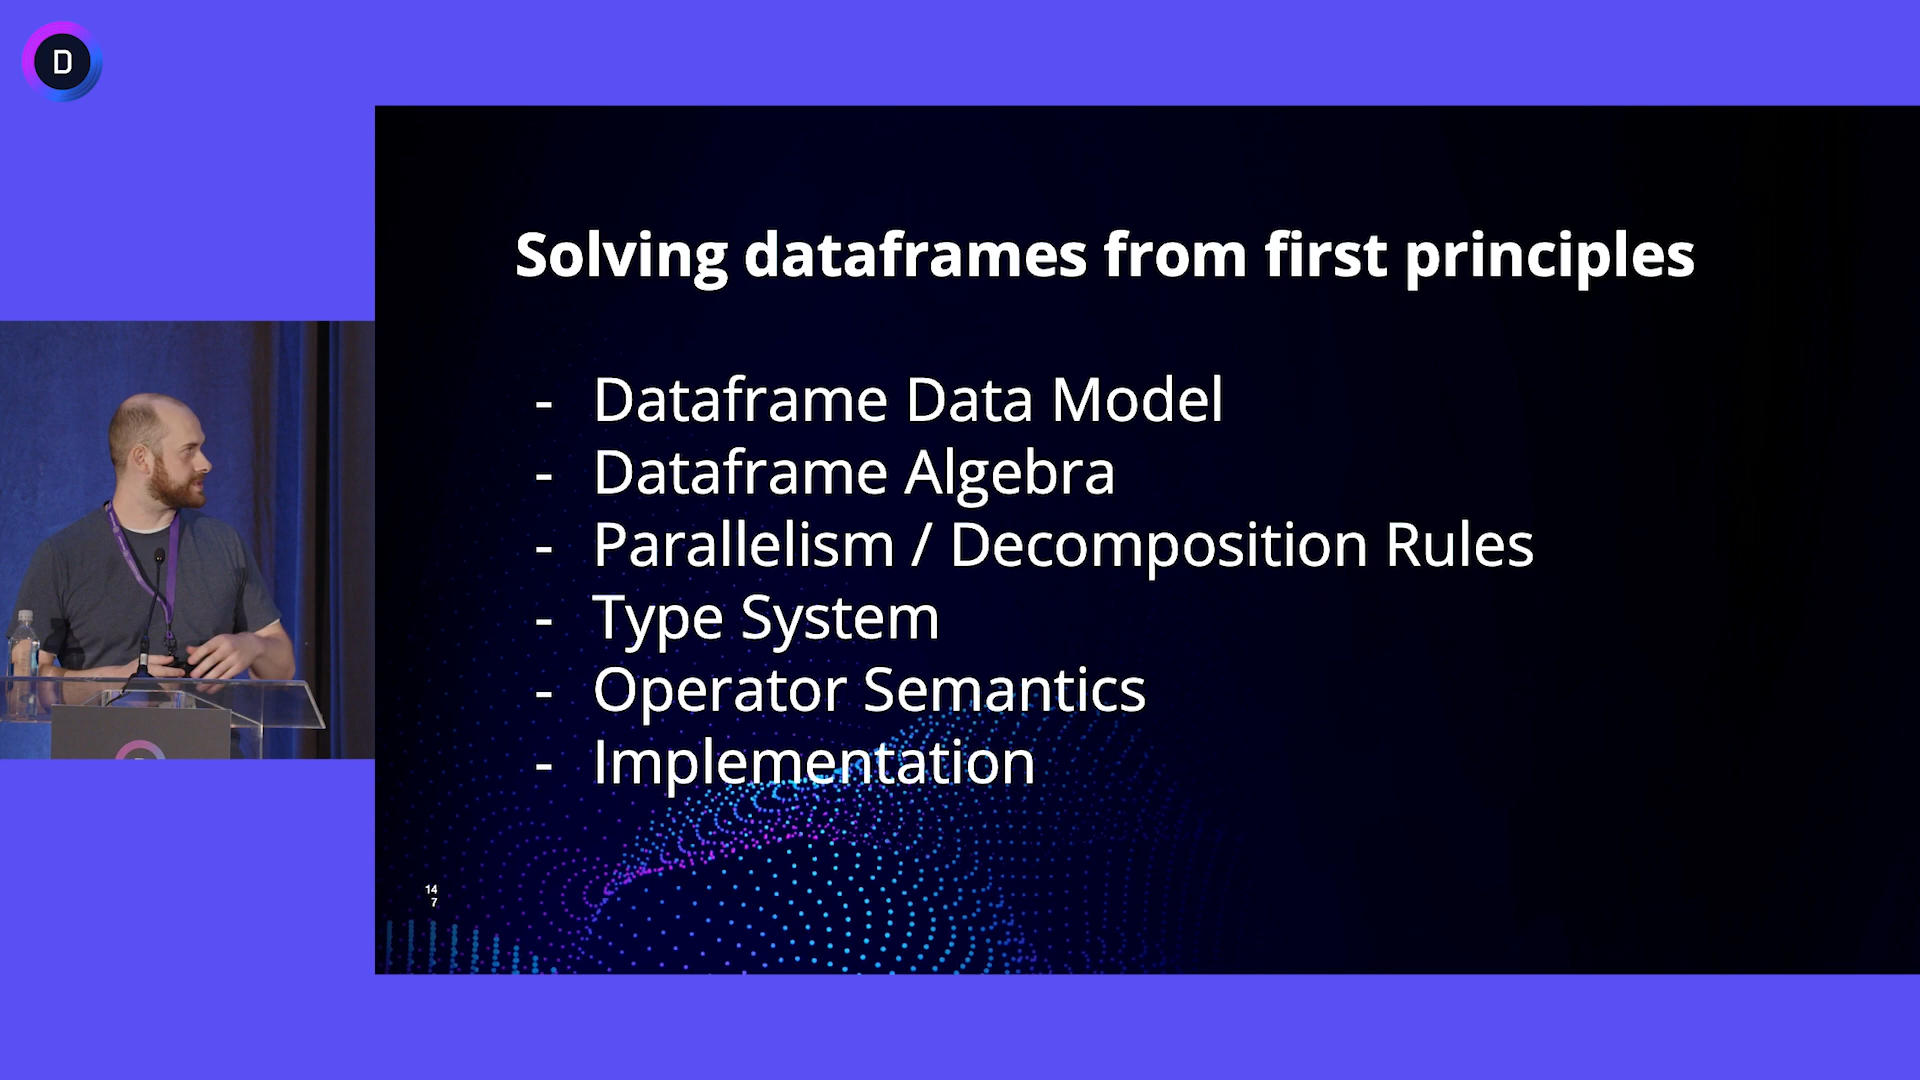 D
Solving dataframes from first principles
- Dataframe Data Model
- Dataframe Algebra
- Parallelism / Decomposition Rules
- Type System
- Operator Semantics
- Implementation
14
7